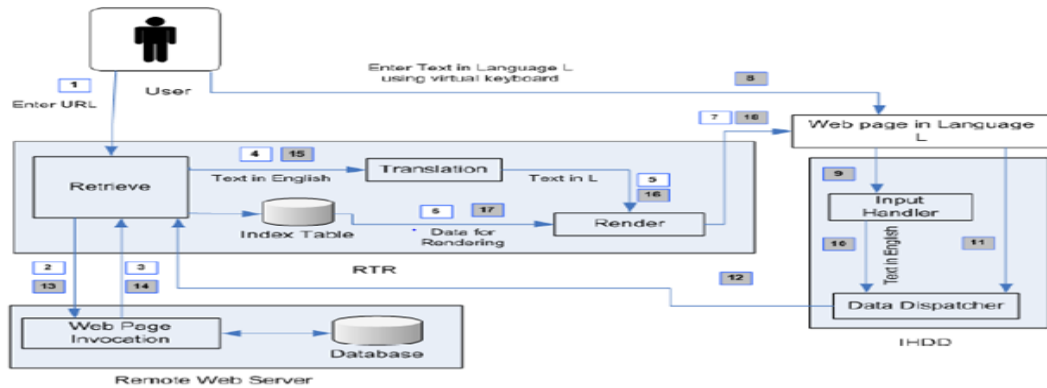 1
Enter URL
User
Enter Text in Language L
using virtual keyboard
8
7 18
Web page in Language
L
Retrieve
4 15
Text in English
Translation
Text in L
5
16
Index Table
6 17
Data for
Rendering
Render
RTR
9
Input
Handler
10
Text in English
11
12
Data Dispatcher
IHDD
2
13
3
14
Web Page
Invocation
Database
Remote Web Server